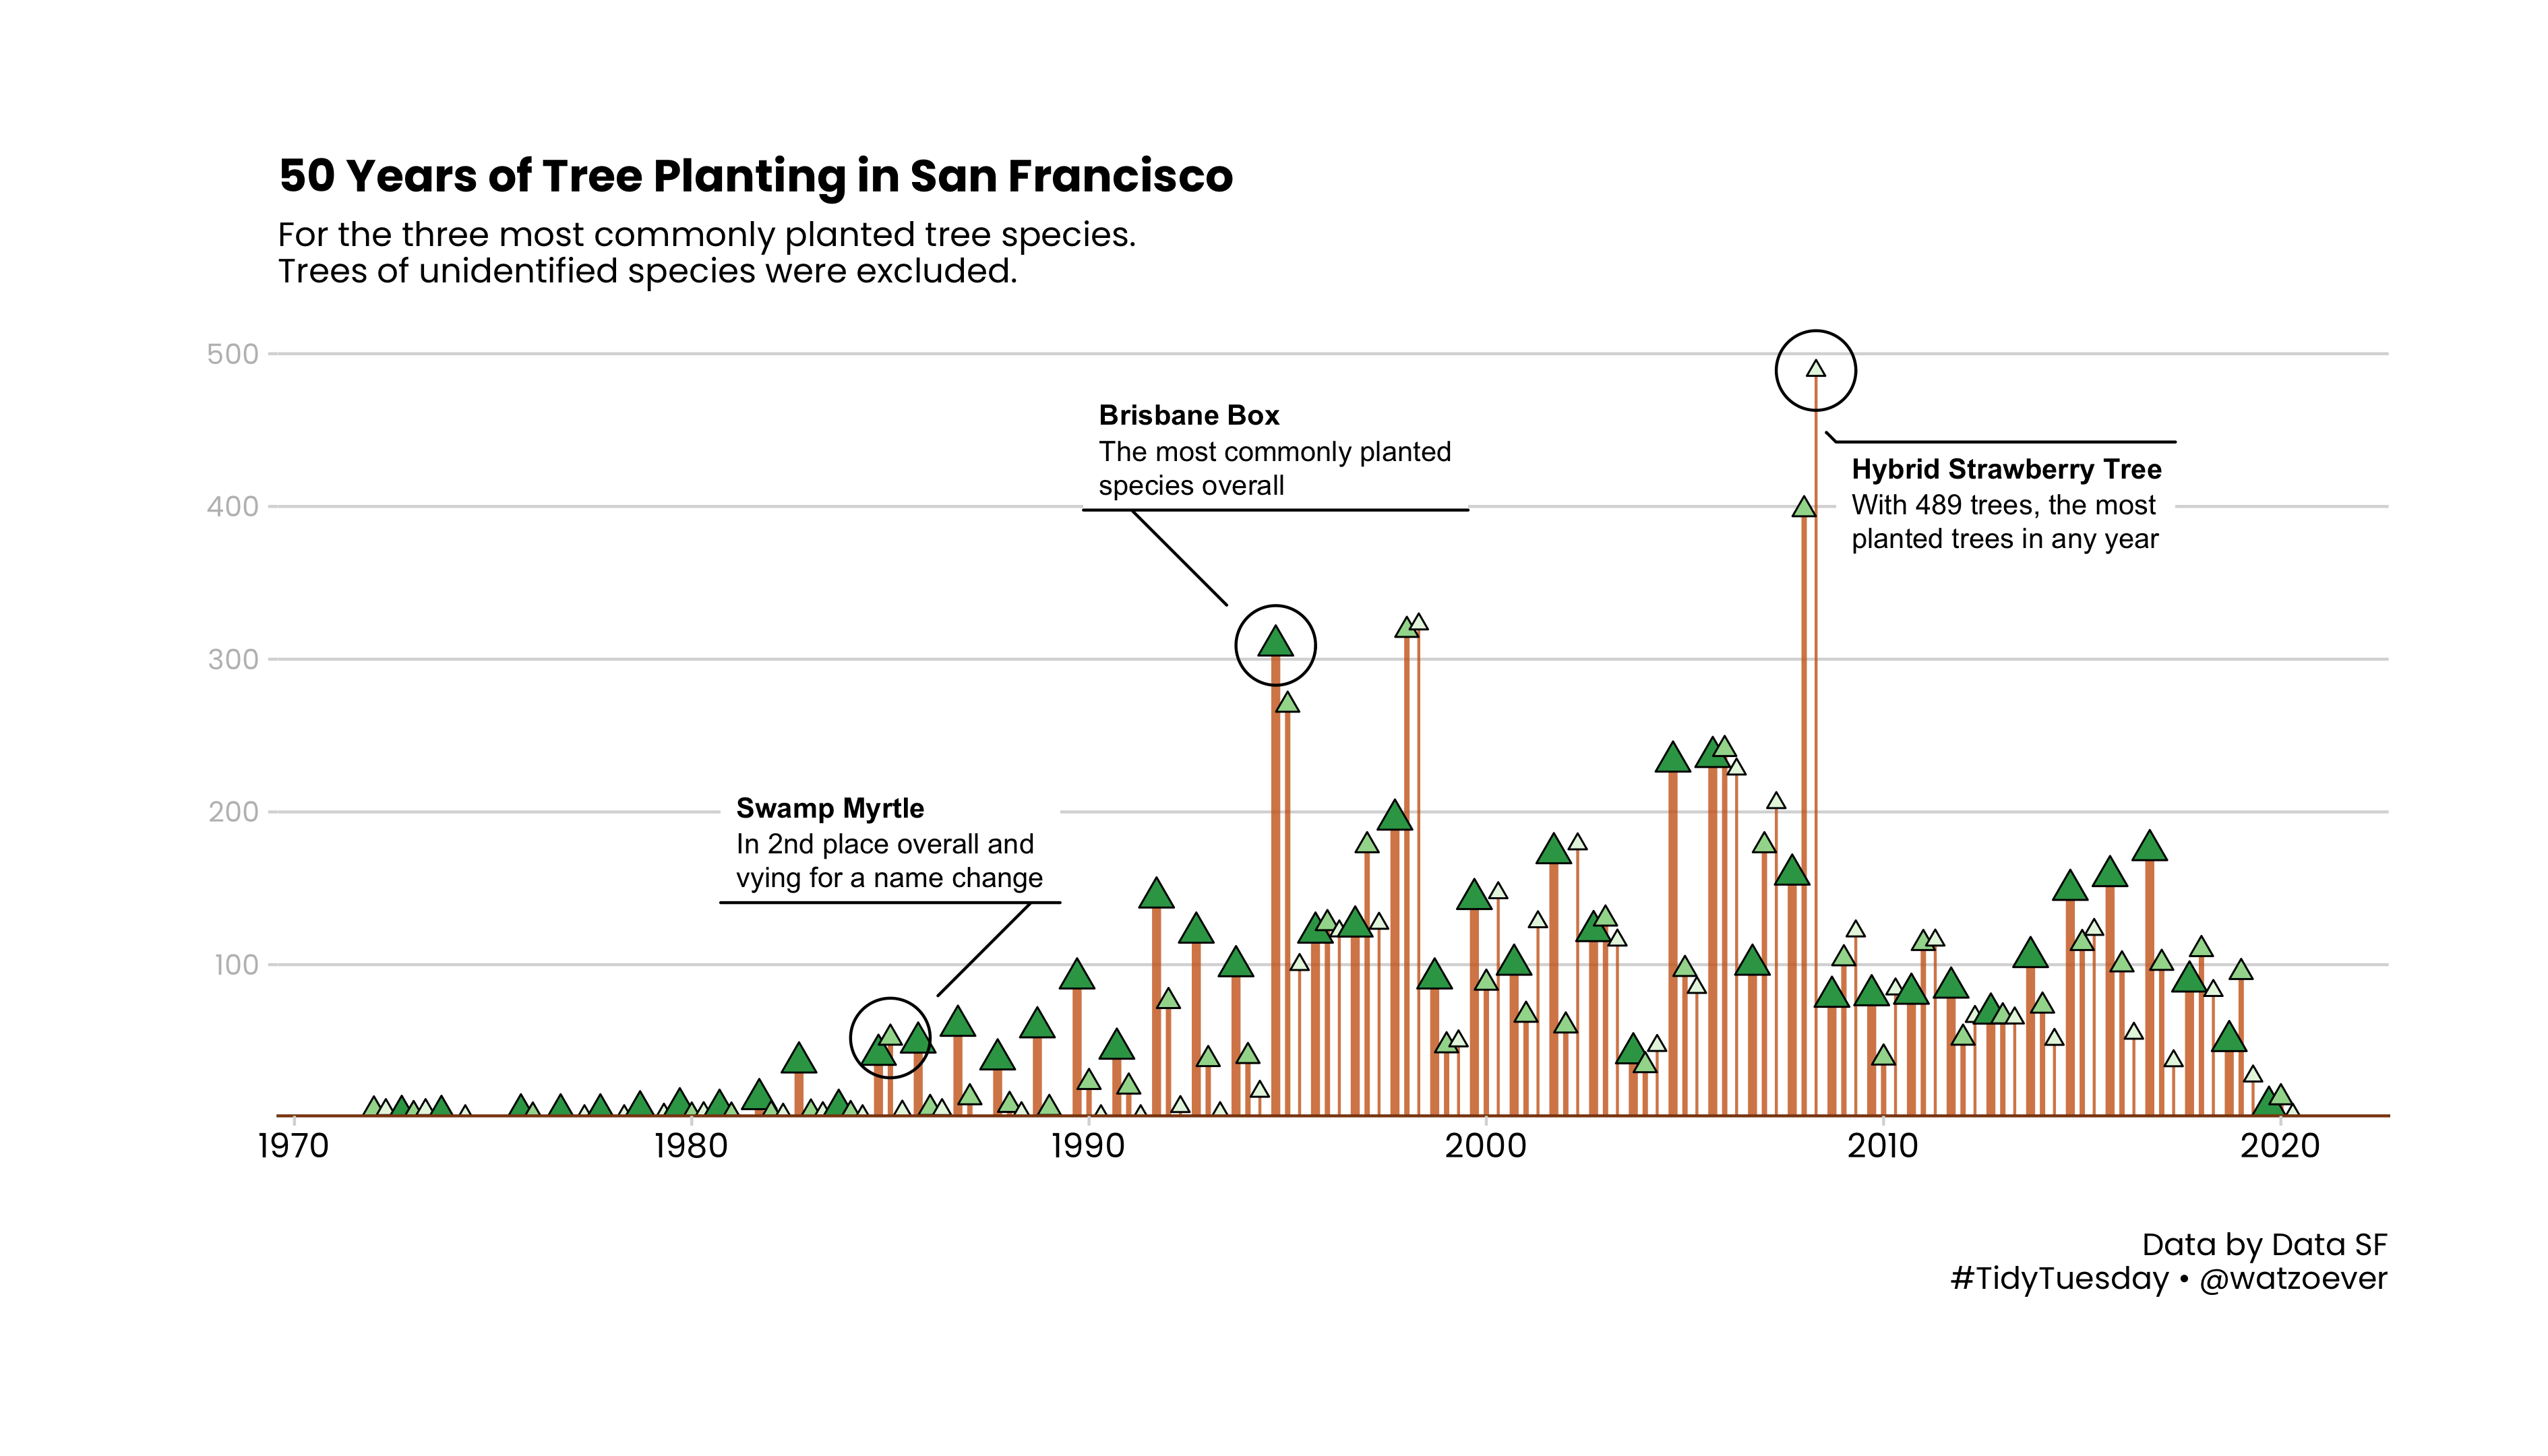 50 Years of Tree Planting in San Francisco
For the three most commonly planted tree species.
Trees of unidentified species were excluded.
500
Brisbane Box
The most commonly planted
species overall
Hybrid Strawberry Tree
With 489 trees, the most
planted trees in any year
400
300
200
Swamp Myrtle
In 2nd place overall and
vying for a name change
100
1970 1980 1990 2000 2010 2020
Data by Data SF
#TidyTuesday • @watzoever